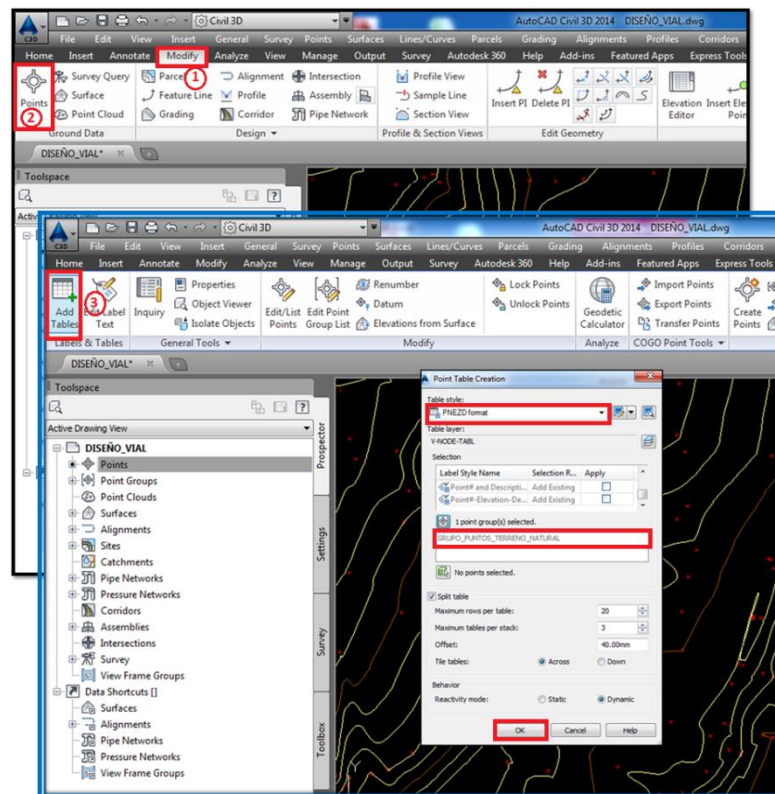 Civil 3D
AutoCAD Civil 3D 2014 DISEÑO_VIAL.dwg
C3D File Edit View Insert General Survey Points Surfaces Lines/Curves Parcels Grading Alignments Profiles Corridors
Home Insert Annotate Modify Analyze View Manage Output Survey Autodesk 360 Help Add-ins Featured Apps Express Tools
1
Points
2
Survey Query
Surface
Point Cloud
Ground Data
Parcel
Feature Line
Grading
Alignment
Profile
Corridor
Intersection
Assembly
Pipe Network
Design
Profile View
Sample Line
Section View
Profile & Section Views
Insert PI Delete PI
Edit Geometry
Elevation
Editor
Insert Ele
Poin
DISEÑO_VIAL*
Toolspace
Civil 3D
AutoCAD Civil 3D 2014 DISEÑO_VIAL.dwg
C3D File Edit View Insert General Survey Points Surfaces Lines/Curves Parcels Grading Alignments Profiles Corridors
Home Insert Annotate Modify Analyze View Manage Output Survey Autodesk 360 Help Add-ins Featured Apps Express Tools
Add
Tables
3
Edit Label
Text
Labels & Tables
Inquiry
Properties
Object Viewer
Isolate Objects
General Tools
Edit/List
Points
Edit Point
Group List
Renumber
Datum
Elevations from Surface
Lock Points
Unlock Points
Modify
Geodetic
Calculator
Analyze
Import Points
Export Points
Transfer Points
COGO Point Tools
Create
Points
DISEÑO_VIAL*
Toolspace
Active Drawing View
DISEÑO_VIAL
Points
Point Groups
Point Clouds
Surfaces
Alignments
Sites
Catchments
Pipe Networks
Pressure Networks
Corridors
Assemblies
Intersections
Survey
View Frame Groups
Data Shortcuts []
Surfaces
Alignments
Pipe Networks
Pressure Networks
View Frame Groups
Prospector
Settings
Survey
Toolbox
Point Table Creation
Table style:
PNEZD fomat
Table layer:
V-NODE-TABL
Selection
Label Style Name Selection R... Apply
Point# and Descripti... Add Existing
Point#-Elevation-De... Add Existing
1 point group(s) selected.
GRUPO_PUNTOS_TERRENO_NATURAL
No points selected.
Split table
Maximum rows per table: 20
Maximum tables per stack: 3
Offset: 40.00mm
Tile tables: Across Down
Behavior
Reactivity mode: Static Dynamic
OK Cancel Help